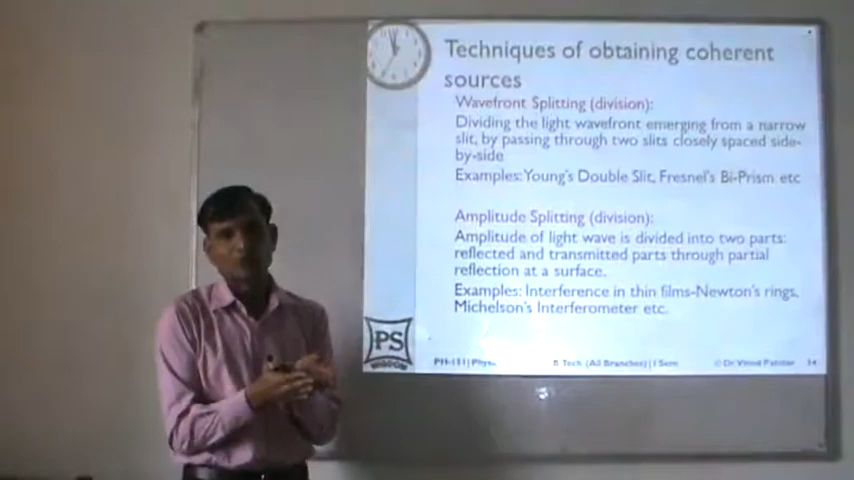 Techniques of obtaining coherent
sources
Wavefront Splitting (division):
Dividing the light wavefront emerging from a narrow
slit, by passing through two slits closely spaced side-
by-side
Examples: Young's Double Slit, Fresnel's Bi-Prism etc
Amplitude Splitting (division):
Amplitude of light wave is divided into two parts:
reflected and transmitted parts through partial
reflection at a surface.
Examples: Interference in thin films-Newton's rings,
Michelson's Interferometer etc.
PS
WISDOM
B. Tech. (All Branches) | I Sem